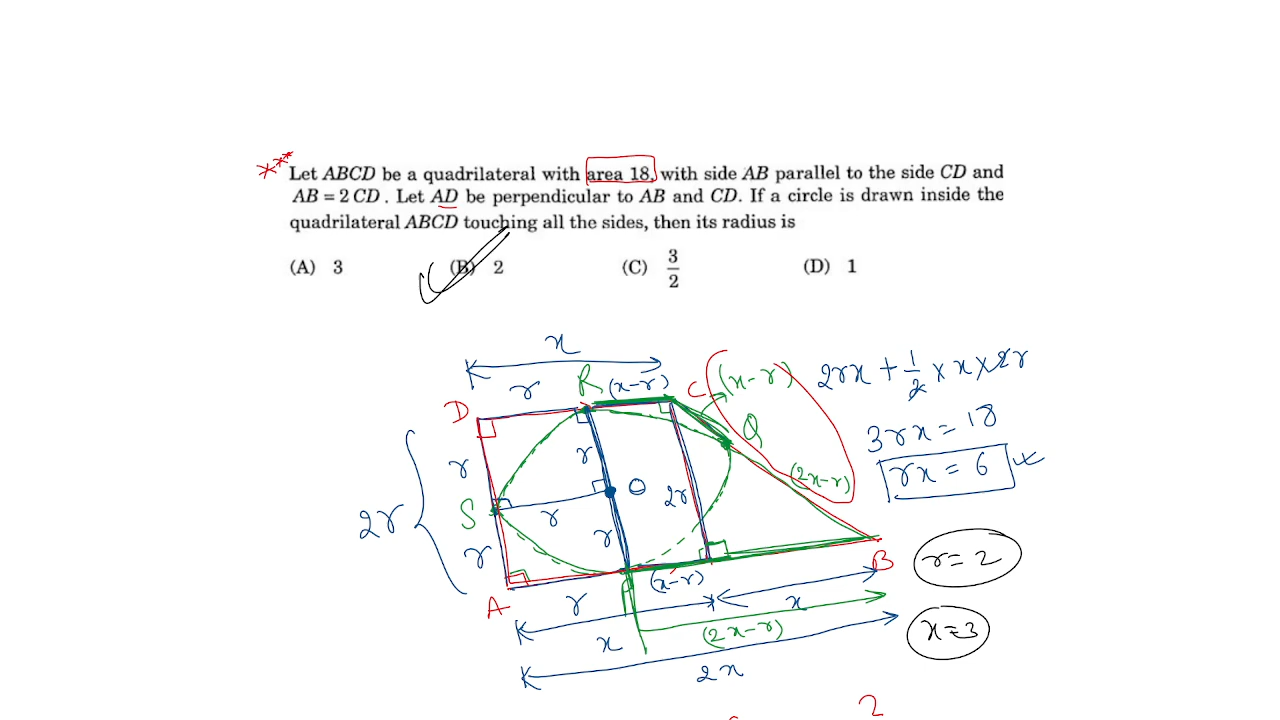 *** Let ABCD be a quadrilateral with area 18, with side AB parallel to the side CD and
AB = 2 CD . Let AD be perpendicular to AB and CD. If a circle is drawn inside the
quadrilateral ABCD touching all the sides, then its radius is
(A) 3 (B) 2 (C) 3/2 (D) 1
x
r R (x-r) C (x-r) 2rx + 1/2 × x × 2r
D
Q 3rx = 18
r r (2x-r) rx = 6
S r O 2r
2r
r r r = 2
(x-r) B
A r x
x (2x-r) x=3
2x
2